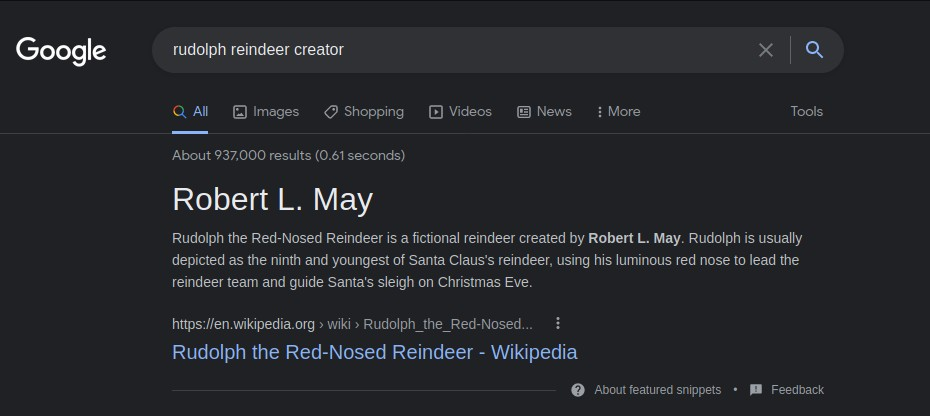 Google
rudolph reindeer creator
All Images Shopping Videos News More Tools
About 937,000 results (0.61 seconds)
Robert L. May
Rudolph the Red-Nosed Reindeer is a fictional reindeer created by Robert L. May. Rudolph is usually
depicted as the ninth and youngest of Santa Claus's reindeer, using his luminous red nose to lead the
reindeer team and guide Santa's sleigh on Christmas Eve.
https://en.wikipedia.org › wiki › Rudolph_the_Red-Nosed...
Rudolph the Red-Nosed Reindeer - Wikipedia
About featured snippets • Feedback